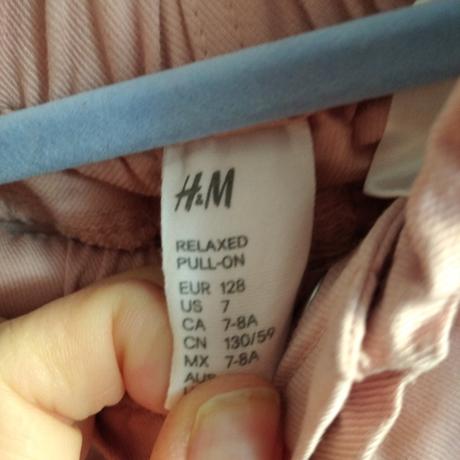 H&M
RELAXED
PULL-ON
EUR 128
US 7
CA 7-8A
CN 130/59
MX 7-8A